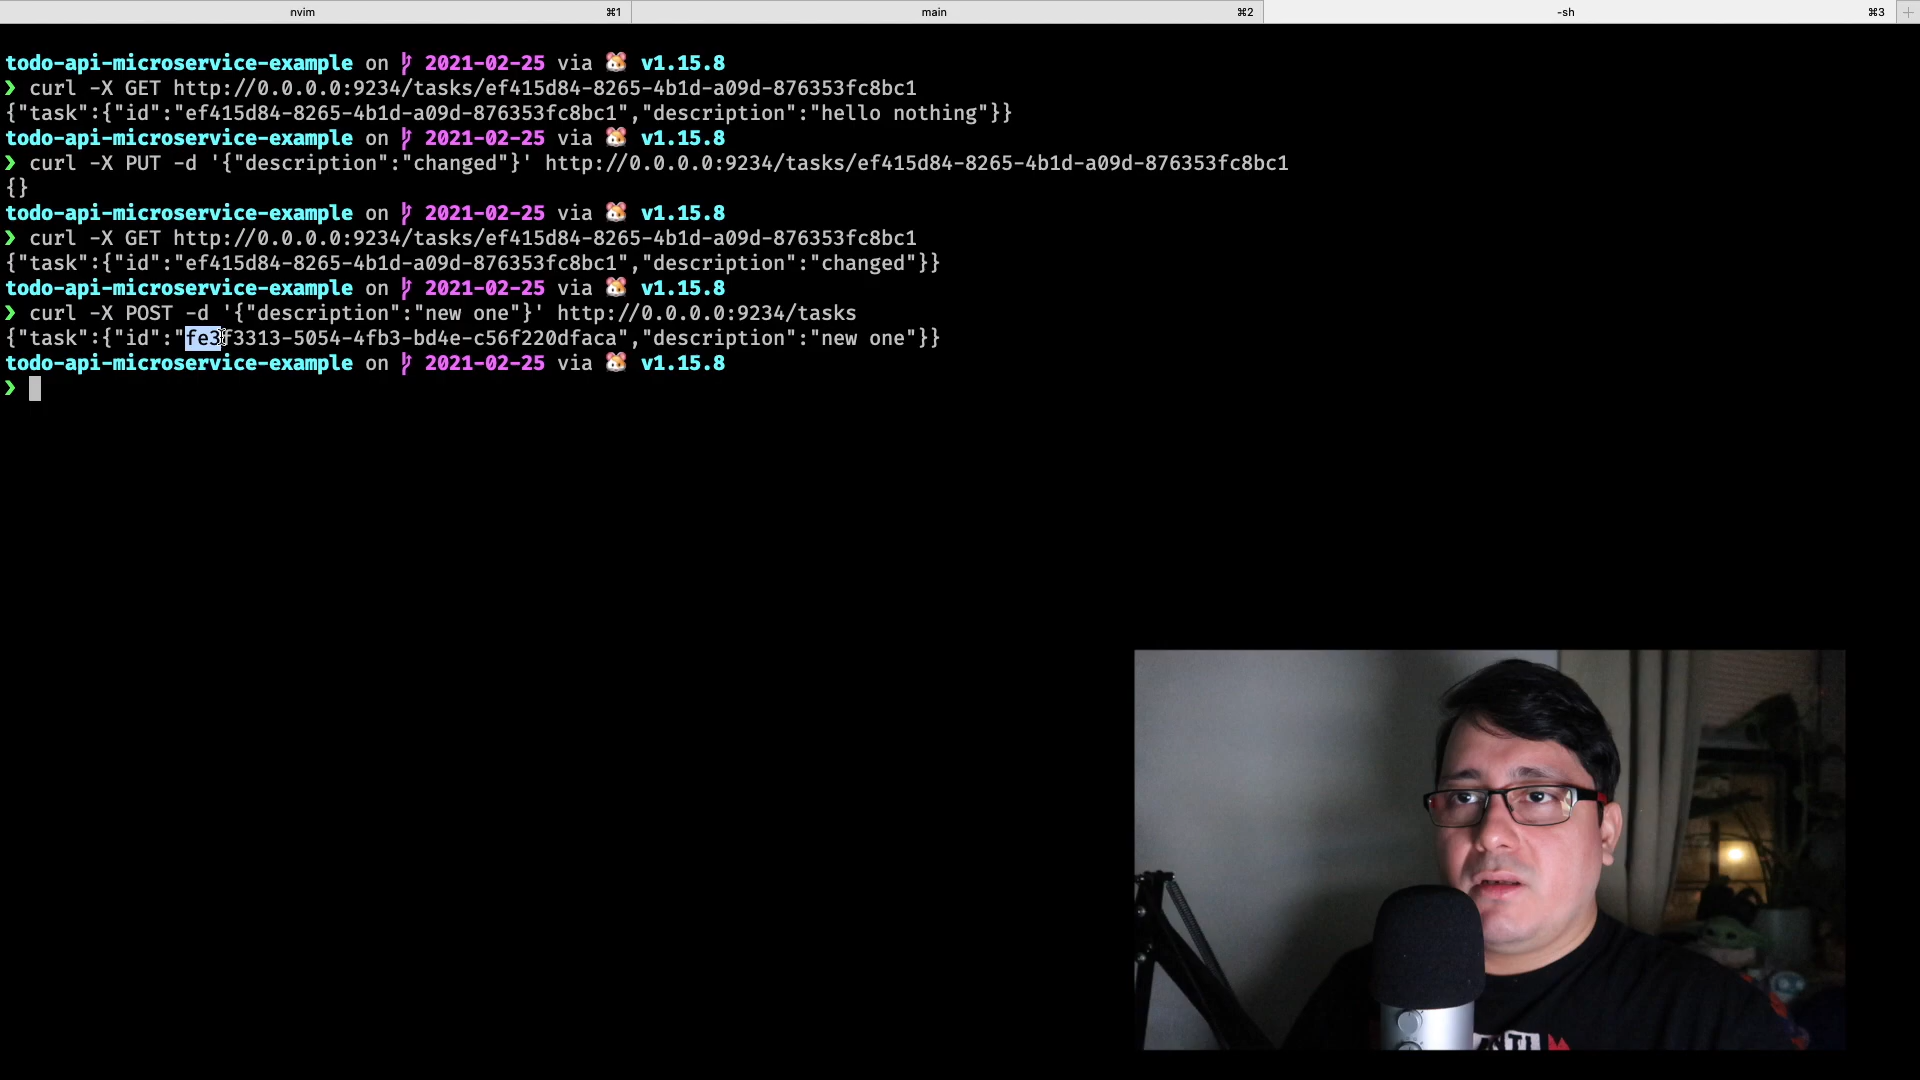 nvim ⌘1 main ⌘2 -sh ⌘3 +
todo-api-microservice-example on 2021-02-25 via 🐹 v1.15.8
❯ curl -X GET http://0.0.0.0:9234/tasks/ef415d84-8265-4b1d-a09d-876353fc8bc1
{"task":{"id":"ef415d84-8265-4b1d-a09d-876353fc8bc1","description":"hello nothing"}}
todo-api-microservice-example on 2021-02-25 via 🐹 v1.15.8
❯ curl -X PUT -d '{"description":"changed"}' http://0.0.0.0:9234/tasks/ef415d84-8265-4b1d-a09d-876353fc8bc1
{}
todo-api-microservice-example on 2021-02-25 via 🐹 v1.15.8
❯ curl -X GET http://0.0.0.0:9234/tasks/ef415d84-8265-4b1d-a09d-876353fc8bc1
{"task":{"id":"ef415d84-8265-4b1d-a09d-876353fc8bc1","description":"changed"}}
todo-api-microservice-example on 2021-02-25 via 🐹 v1.15.8
❯ curl -X POST -d '{"description":"new one"}' http://0.0.0.0:9234/tasks
{"task":{"id":"fe3f3313-5054-4fb3-bd4e-c56f220dfaca","description":"new one"}}
todo-api-microservice-example on 2021-02-25 via 🐹 v1.15.8
❯